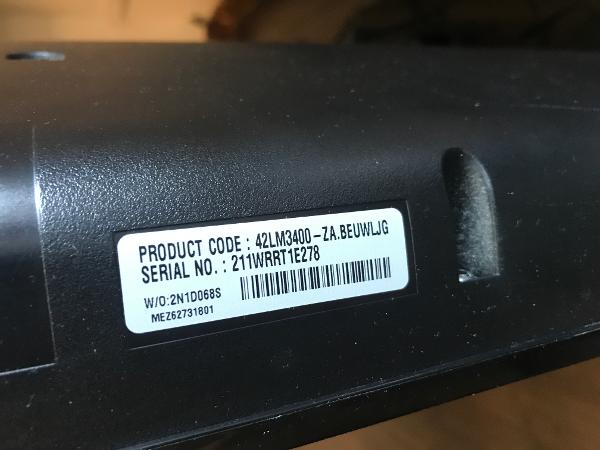 PRODUCT CODE : 42LM3400-ZA.BEUWLJG
SERIAL NO. : 211WRRT1E278
W/O:2N1D068S
MEZ62731801